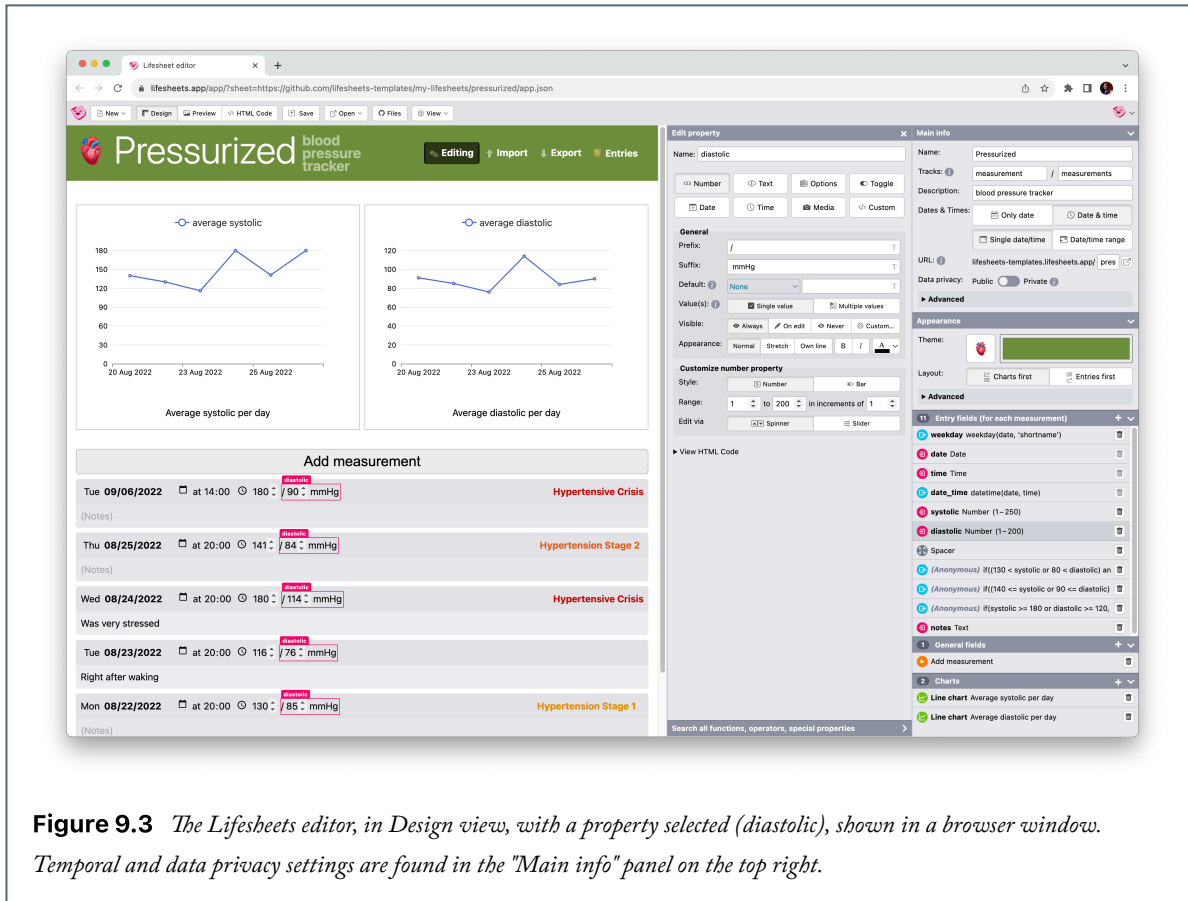 Lifesheet editor
lifesheets.app/app/?sheet=https://github.com/lifesheets-templates/my-lifesheets/pressurized/app.json
New Design Preview </> HTML Code Save Open Files View
Pressurized blood
pressure
tracker
Editing Import Export Entries
average systolic
180
150
120
90
60
30
0
20 Aug 2022 23 Aug 2022 25 Aug 2022
Average systolic per day
average diastolic
120
100
80
60
40
20
0
20 Aug 2022 23 Aug 2022 25 Aug 2022
Average diastolic per day
Add measurement
diastolic
Tue 09/06/2022 at 14:00 180 / 90 mmHg Hypertensive Crisis
(Notes)
diastolic
Thu 08/25/2022 at 20:00 141 / 84 mmHg Hypertension Stage 2
(Notes)
diastolic
Wed 08/24/2022 at 20:00 180 / 114 mmHg Hypertensive Crisis
Was very stressed
diastolic
Tue 08/23/2022 at 20:00 116 / 76 mmHg
Right after waking
diastolic
Mon 08/22/2022 at 20:00 130 / 85 mmHg Hypertension Stage 1
(Notes)
Edit property
Name: diastolic
123 Number Text Options Toggle
Date Time Media </> Custom
General
Prefix: / T
Suffix: mmHg T
Default: None T
Value(s): Single value Multiple values
Visible: Always On edit Never Custom...
Appearance: Normal Stretch Own line B I A
Customize number property
Style: Number Bar
Range: 1 to 200 in increments of 1
Edit via Spinner Slider
View HTML Code
Search all functions, operators, special properties
Main info
Name: Pressurized
Tracks: measurement / measurements
Description: blood pressure tracker
Dates & Times: Only date Date & time
Single date/time Date/time range
URL: lifesheets-templates.lifesheets.app/ pres
Data privacy: Public Private
Advanced
Appearance
Theme:
Layout: Charts first Entries first
Advanced
11 Entry fields (for each measurement) +
weekday weekday(date, 'shortname')
date Date
time Time
date_time datetime(date, time)
systolic Number (1–250)
diastolic Number (1–200)
Spacer
(Anonymous) if((130 < systolic or 80 < diastolic) an
(Anonymous) if((140 <= systolic or 90 <= diastolic)
(Anonymous) if(systolic >= 180 or diastolic >= 120,
notes Text
1 General fields +
Add measurement
2 Charts +
Line chart Average systolic per day
Line chart Average diastolic per day
Figure 9.3 The Lifesheets editor, in Design view, with a property selected (diastolic), shown in a browser window.
Temporal and data privacy settings are found in the "Main info" panel on the top right.